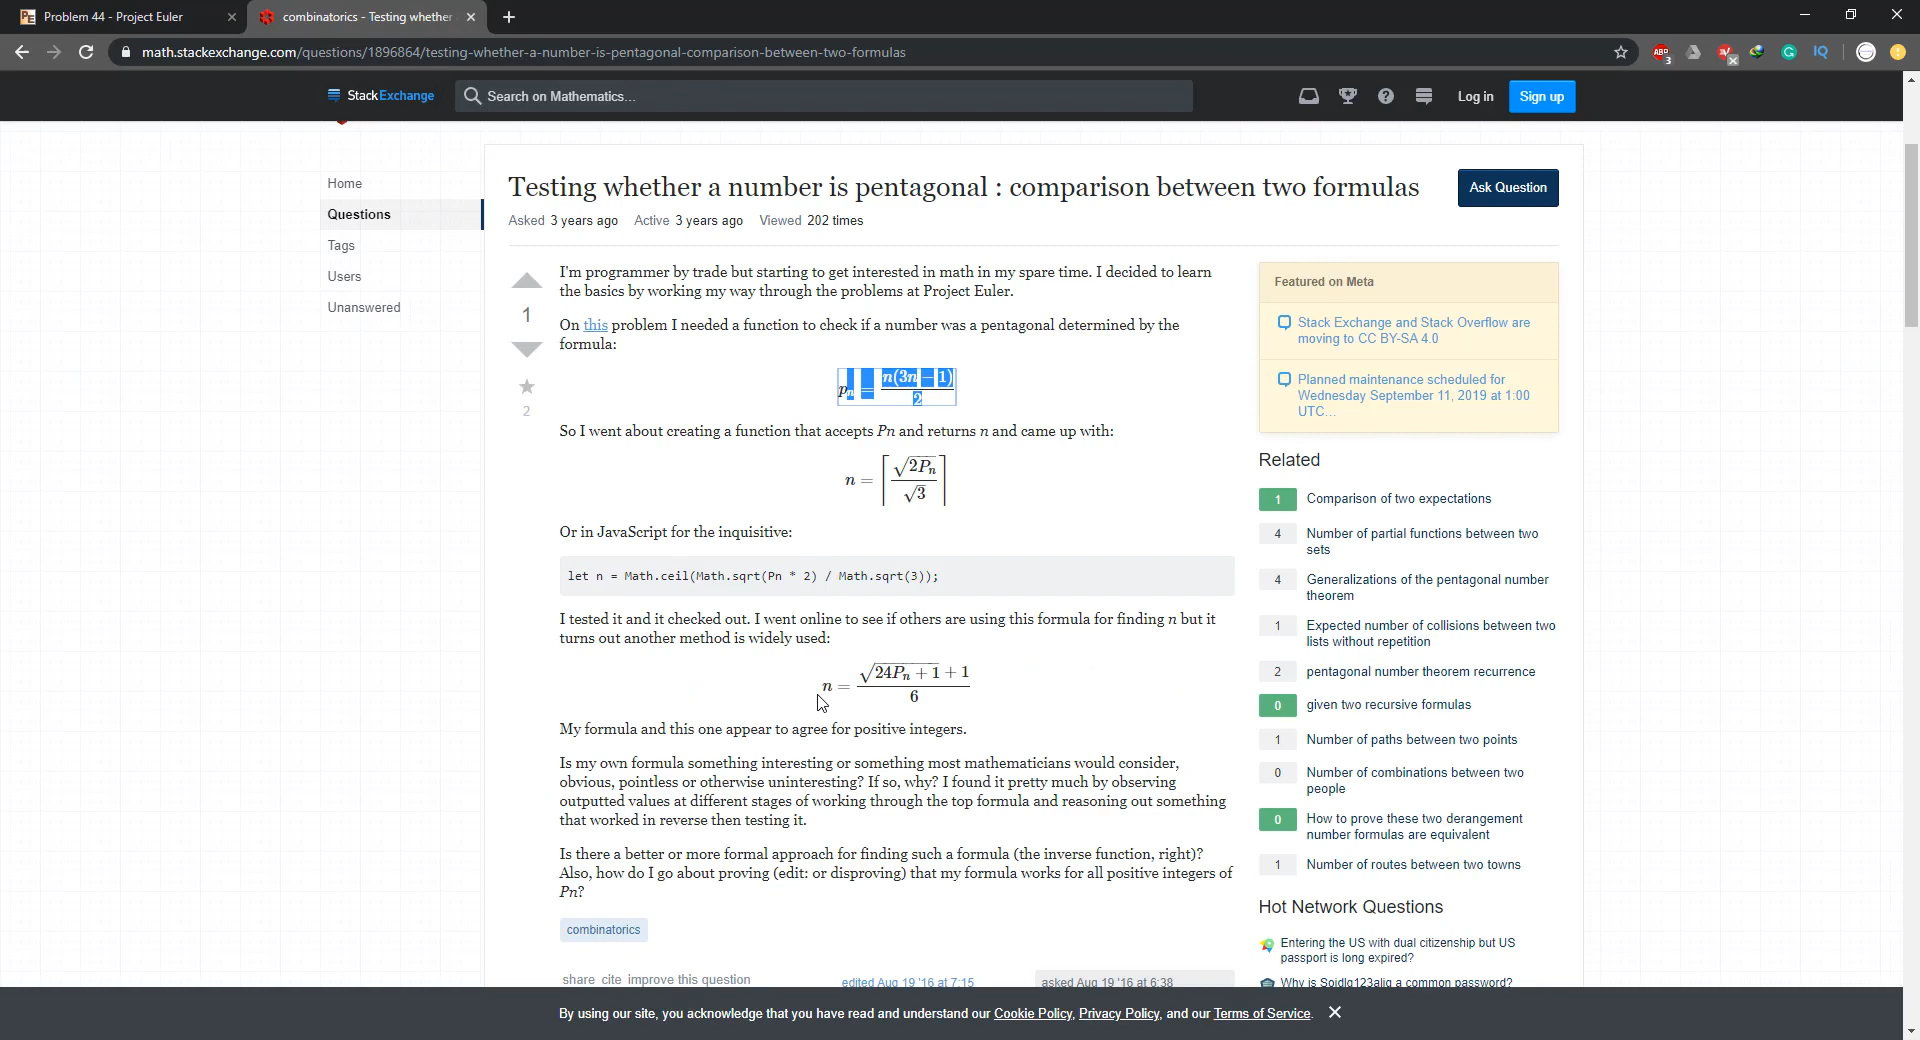 Problem 44 - Project Euler
combinatorics - Testing whether
math.stackexchange.com/questions/1896864/testing-whether-a-number-is-pentagonal-comparison-between-two-formulas
ABP
3
IQ
StackExchange
Search on Mathematics...
Log in
Sign up
Home
Questions
Tags
Users
Unanswered
Testing whether a number is pentagonal : comparison between two formulas
Ask Question
Asked 3 years ago Active 3 years ago Viewed 202 times
1
2
I'm programmer by trade but starting to get interested in math in my spare time. I decided to learn
the basics by working my way through the problems at Project Euler.
On this problem I needed a function to check if a number was a pentagonal determined by the
formula:
pₙ = n(3n − 1) / 2
So I went about creating a function that accepts Pn and returns n and came up with:
n = ⌈√(2Pₙ) / √3⌉
Or in JavaScript for the inquisitive:
let n = Math.ceil(Math.sqrt(Pn * 2) / Math.sqrt(3));
I tested it and it checked out. I went online to see if others are using this formula for finding n but it
turns out another method is widely used:
n = (√(24Pₙ + 1) + 1) / 6
My formula and this one appear to agree for positive integers.
Is my own formula something interesting or something most mathematicians would consider,
obvious, pointless or otherwise uninteresting? If so, why? I found it pretty much by observing
outputted values at different stages of working through the top formula and reasoning out something
that worked in reverse then testing it.
Is there a better or more formal approach for finding such a formula (the inverse function, right)?
Also, how do I go about proving (edit: or disproving) that my formula works for all positive integers of
Pn?
combinatorics
share cite improve this question
edited Aug 19 '16 at 7:15
asked Aug 19 '16 at 6:38
Featured on Meta
Stack Exchange and Stack Overflow are
moving to CC BY-SA 4.0
Planned maintenance scheduled for
Wednesday September 11, 2019 at 1:00
UTC...
Related
1 Comparison of two expectations
4 Number of partial functions between two
sets
4 Generalizations of the pentagonal number
theorem
1 Expected number of collisions between two
lists without repetition
2 pentagonal number theorem recurrence
0 given two recursive formulas
1 Number of paths between two points
0 Number of combinations between two
people
0 How to prove these two derangement
number formulas are equivalent
1 Number of routes between two towns
Hot Network Questions
Entering the US with dual citizenship but US
passport is long expired?
Why is a common password?
By using our site, you acknowledge that you have read and understand our Cookie Policy, Privacy Policy, and our Terms of Service.